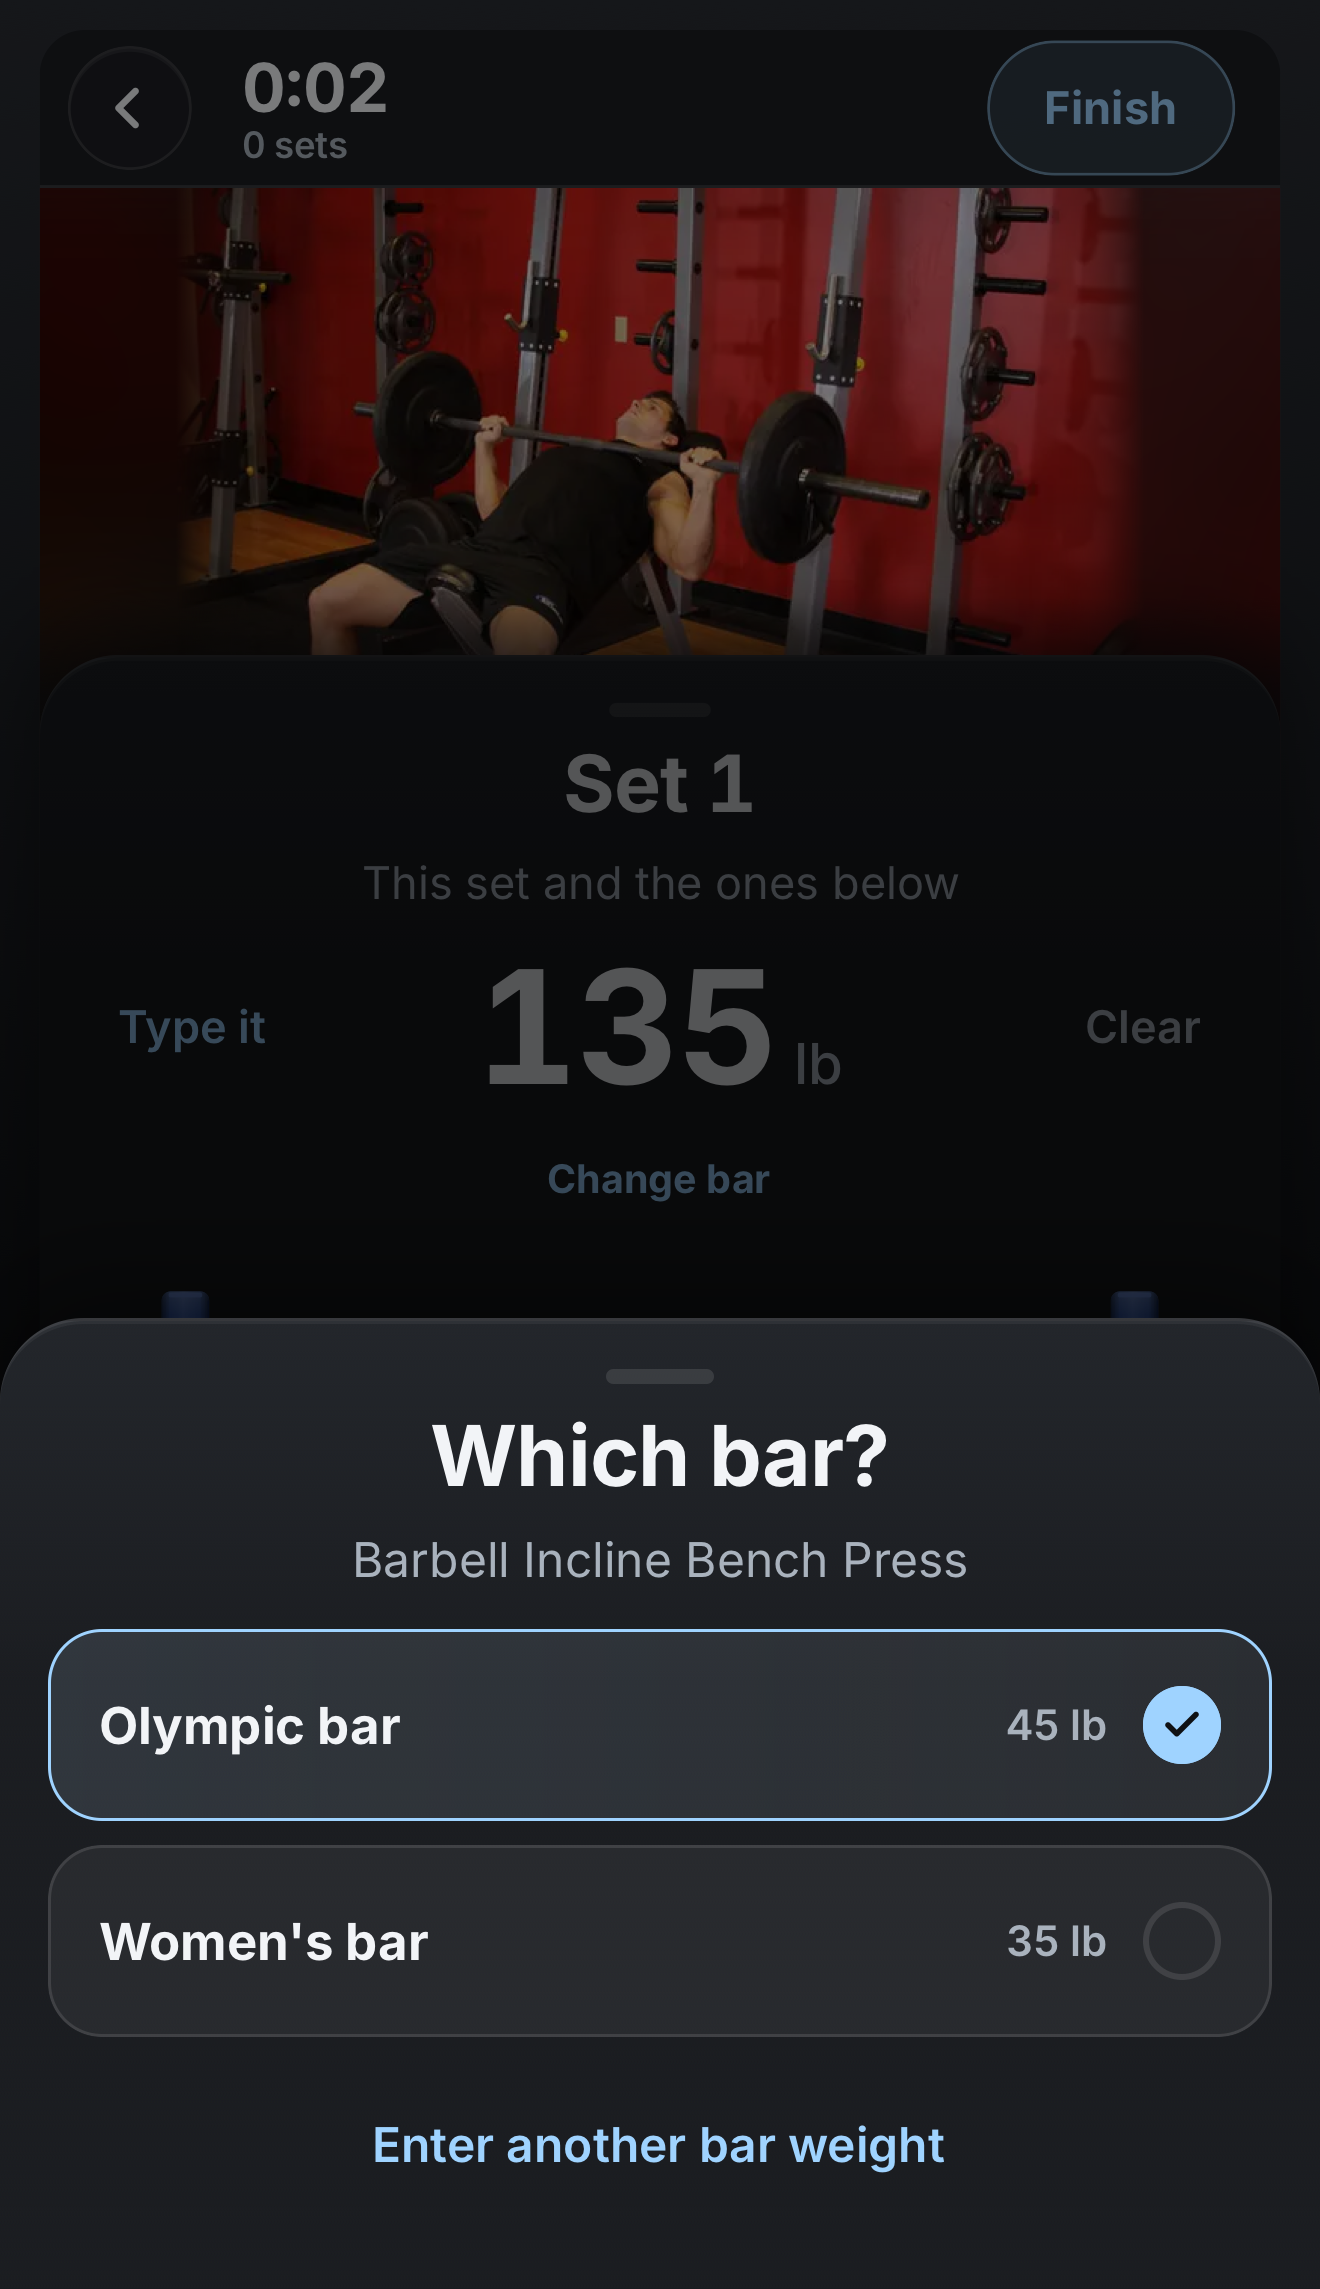 0:02
0 sets
Finish
Set 1
This set and the ones below
Type it
135 lb
Clear
Change bar
Which bar?
Barbell Incline Bench Press
Olympic bar
45 lb
Women's bar
35 lb
Enter another bar weight